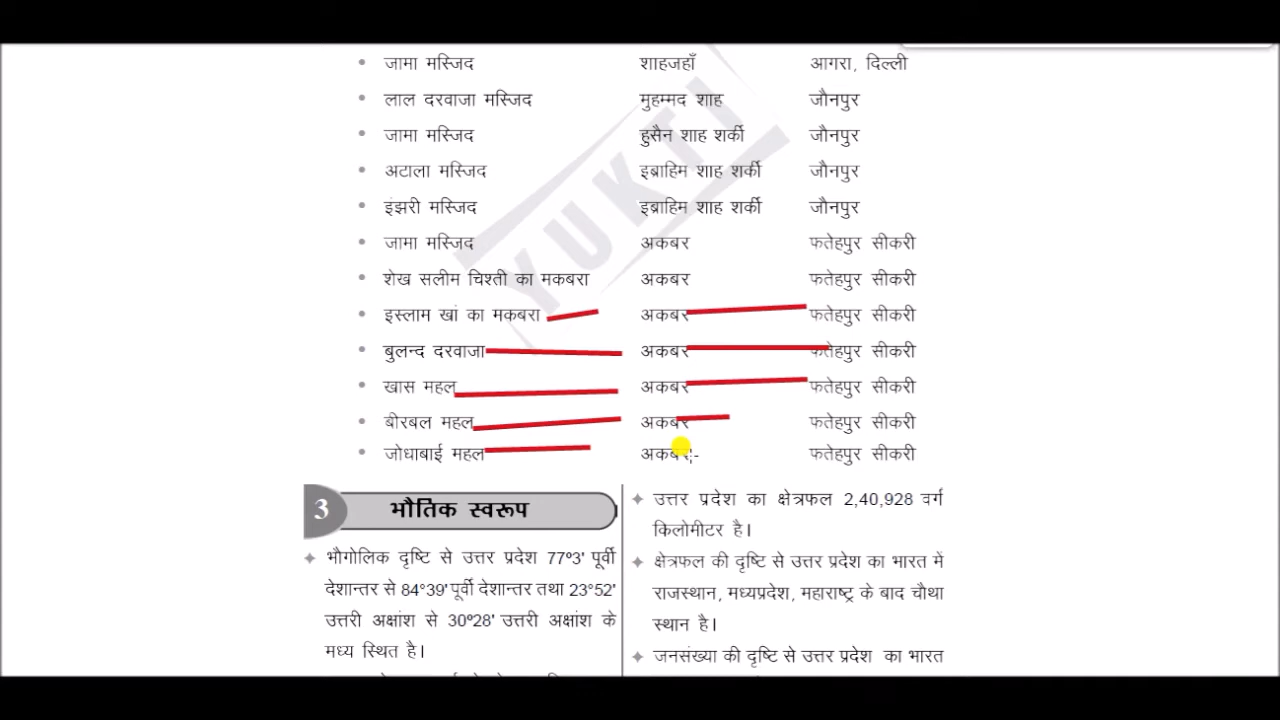 • जामा मस्जिद शाहजहाँ आगरा, दिल्ली
• लाल दरवाजा मस्जिद मुहम्मद शाह जौनपुर
• जामा मस्जिद हुसैन शाह शर्की जौनपुर
• अटाला मस्जिद इब्राहिम शाह शर्की जौनपुर
• इंझरी मस्जिद इब्राहिम शाह शर्की जौनपुर
• जामा मस्जिद अकबर फतेहपुर सीकरी
• शेख सलीम चिश्ती का मकबरा अकबर फतेहपुर सीकरी
• इस्लाम खां का मकबरा अकबर फतेहपुर सीकरी
• बुलन्द दरवाजा अकबर फतेहपुर सीकरी
• खास महल अकबर फतेहपुर सीकरी
• बीरबल महल अकबर फतेहपुर सीकरी
• जोधाबाई महल अकबर फतेहपुर सीकरी
YUKTI
3 भौतिक स्वरूप
भौगोलिक दृष्टि से उत्तर प्रदेश 77º3' पूर्वी
देशान्तर से 84°39' पूर्वी देशान्तर तथा 23°52'
उत्तरी अक्षांश से 30º28' उत्तरी अक्षांश के
मध्य स्थित है।
उत्तर प्रदेश का क्षेत्रफल 2,40,928 वर्ग
किलोमीटर है।
क्षेत्रफल की दृष्टि से उत्तर प्रदेश का भारत में
राजस्थान, मध्यप्रदेश, महाराष्ट्र के बाद चौथा
स्थान है।
जनसंख्या की दृष्टि से उत्तर प्रदेश का भारत